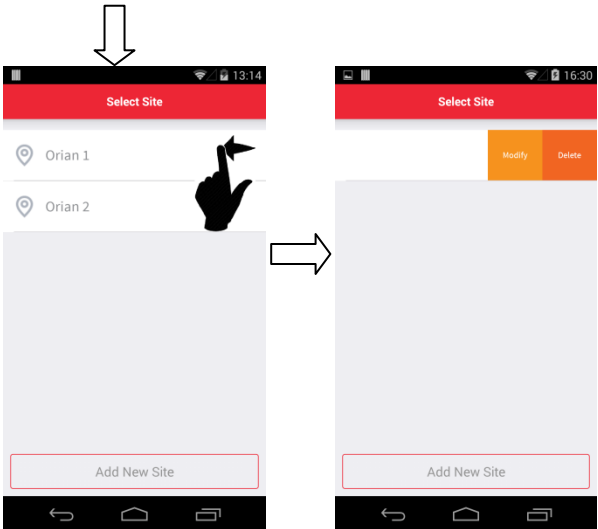 13:14
Select Site
Orian 1
Orian 2
Add New Site
16:30
Select Site
Modify Delete
Add New Site